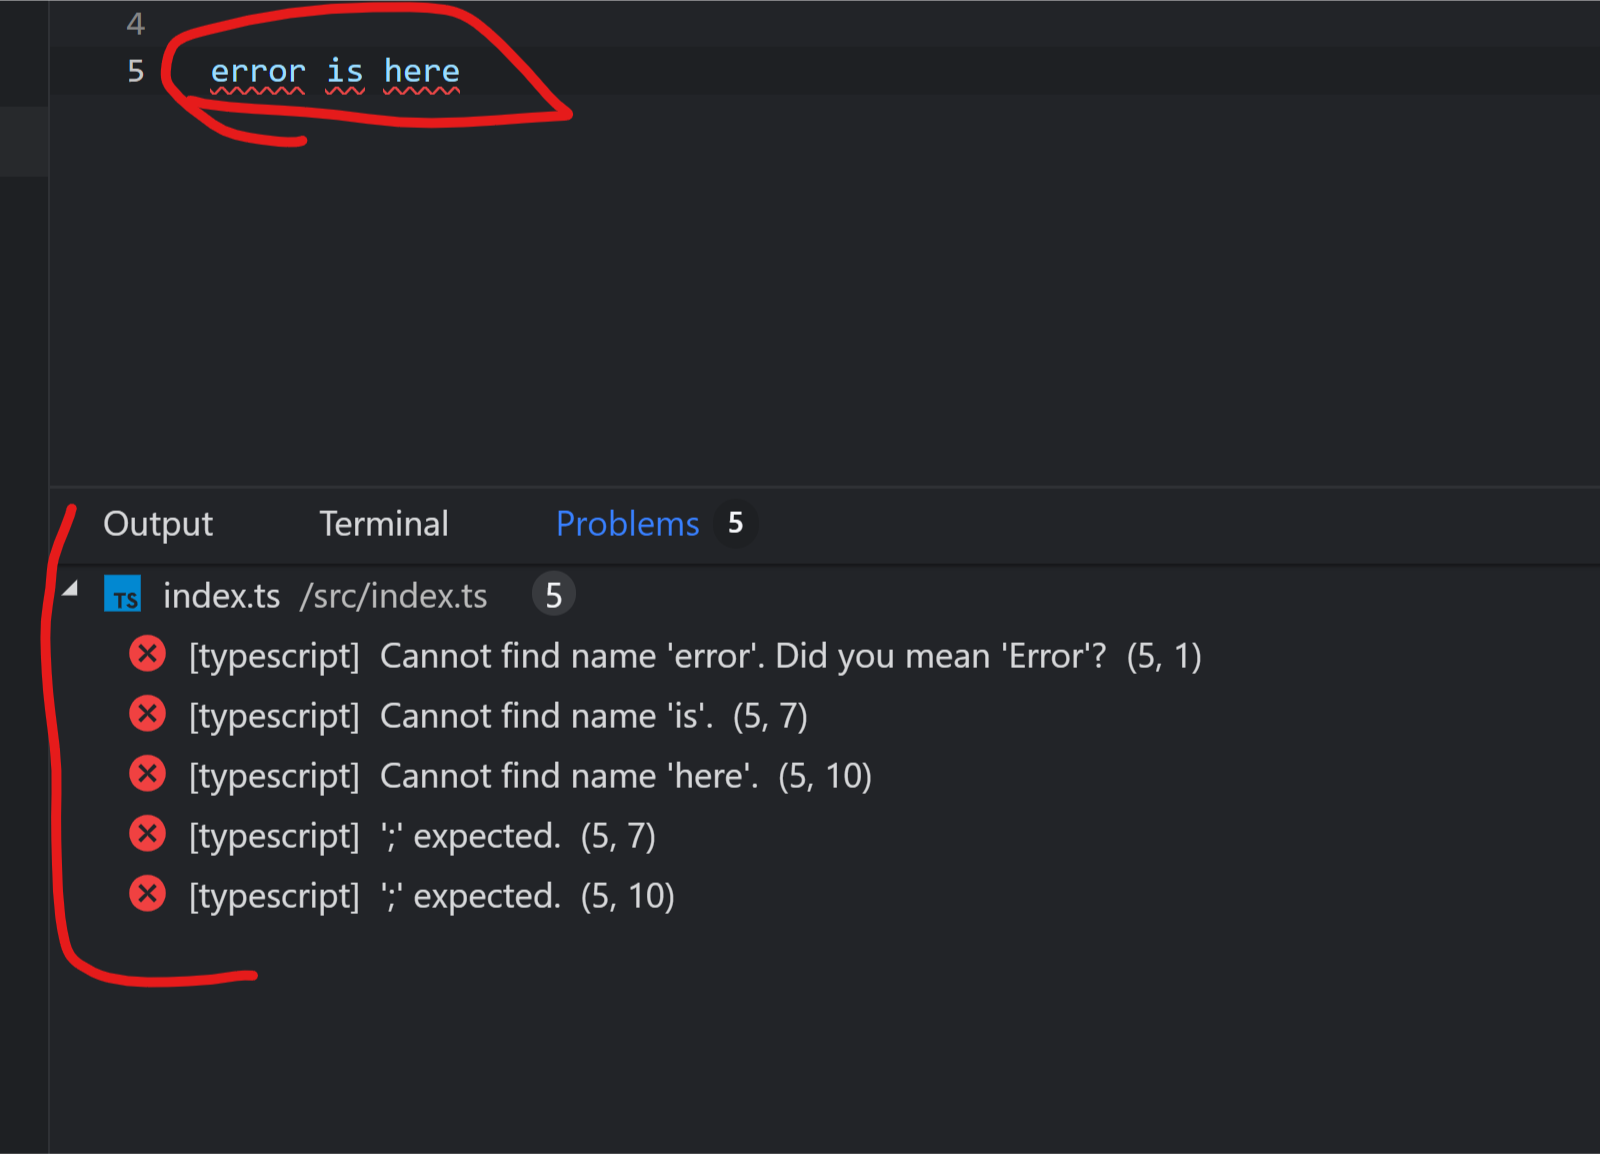 4
5 error is here
Output Terminal Problems 5
TS index.ts /src/index.ts 5
[typescript] Cannot find name 'error'. Did you mean 'Error'? (5, 1)
[typescript] Cannot find name 'is'. (5, 7)
[typescript] Cannot find name 'here'. (5, 10)
[typescript] ';' expected. (5, 7)
[typescript] ';' expected. (5, 10)